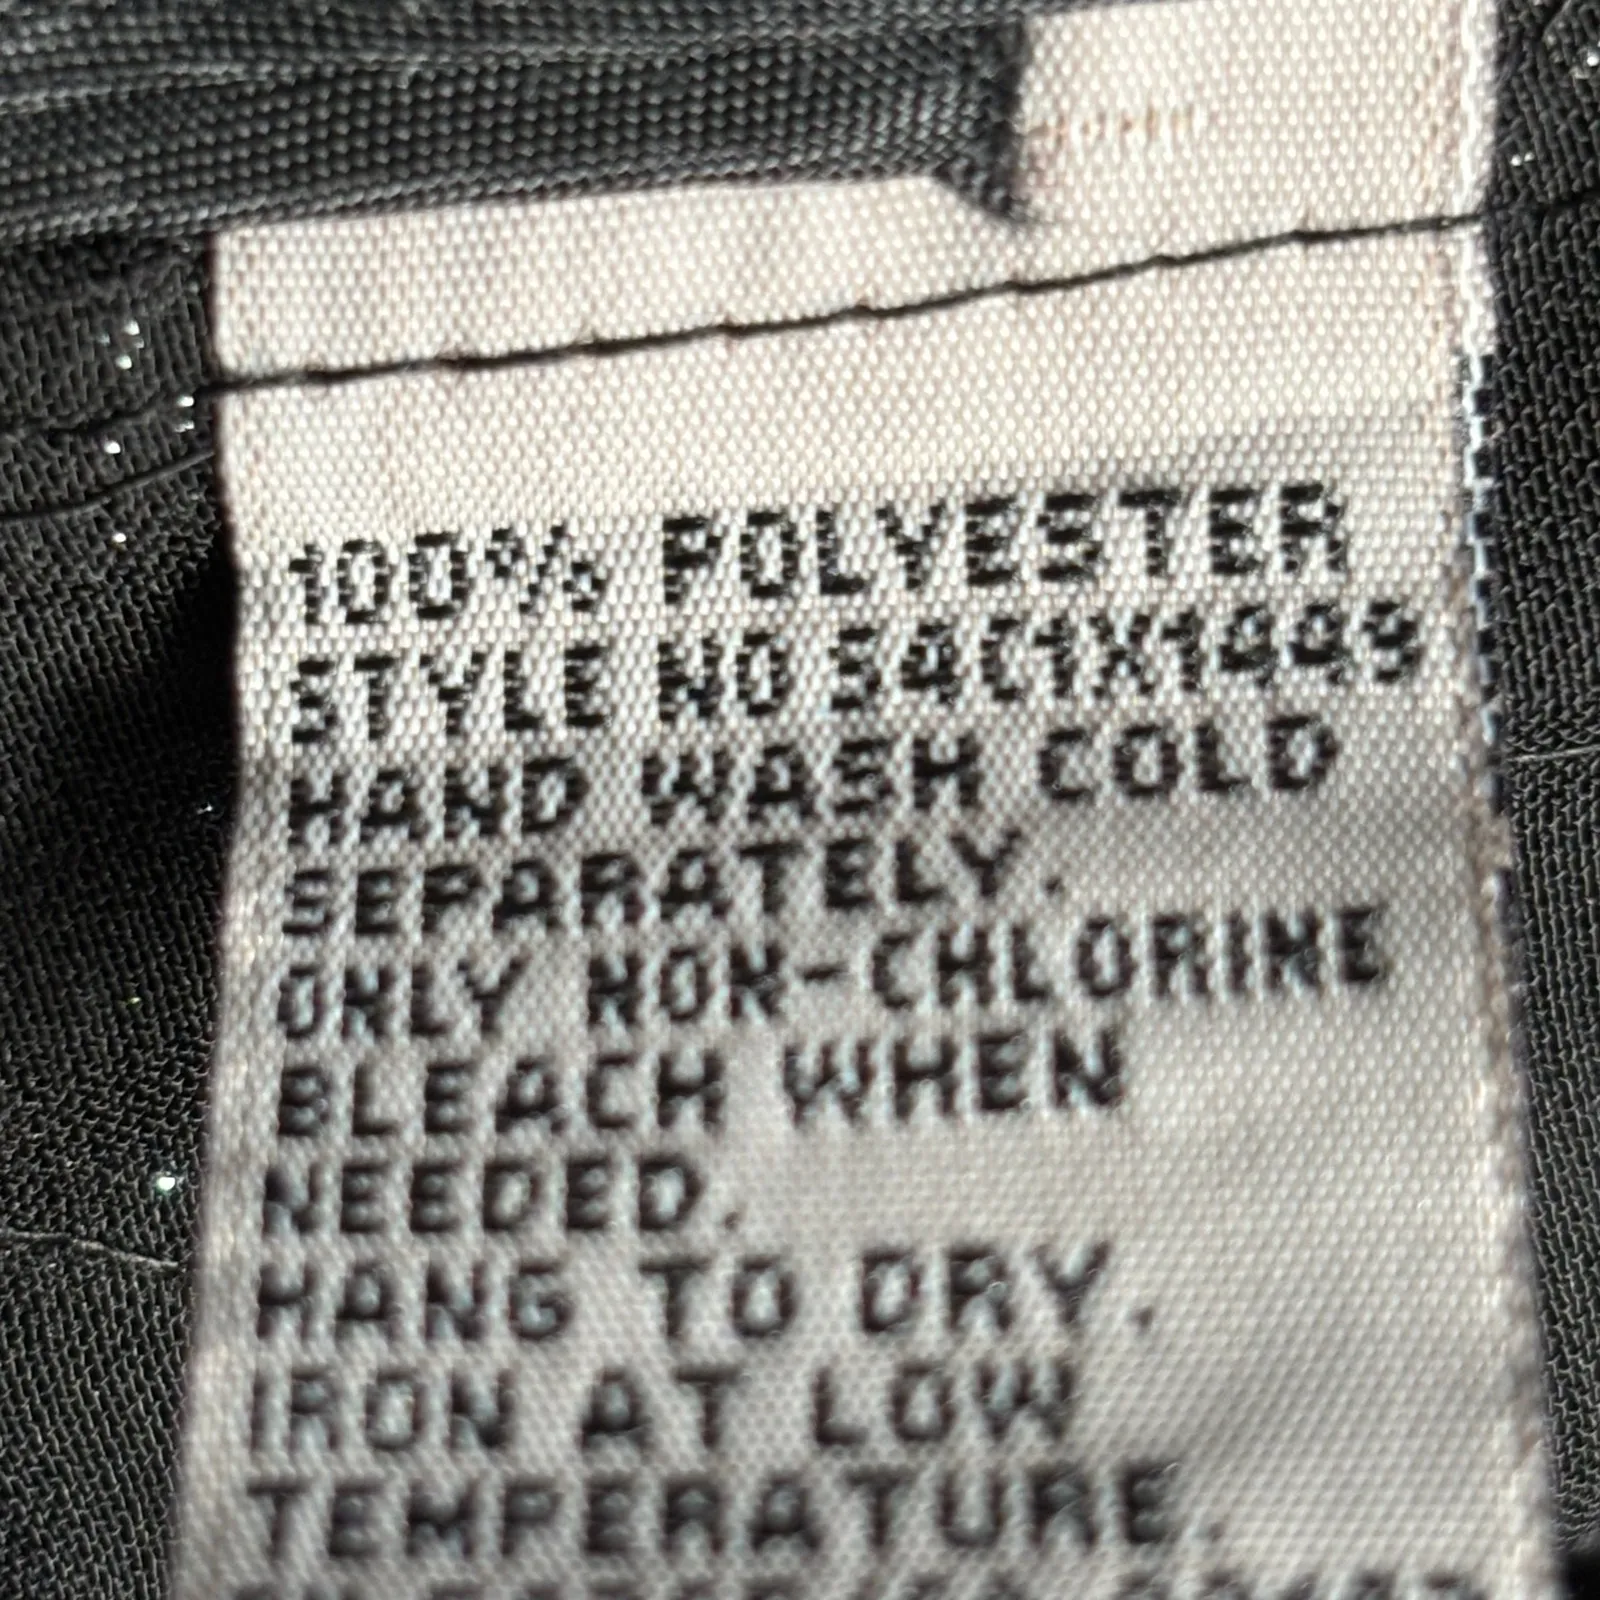 100% POLYESTER
STYLE NO
HAND WASH COLD
SEPARATELY.
ONLY NON-CHLORINE
BLEACH WHEN
NEEDED.
HANG TO DRY.
IRON AT LOW
TEMPERATURE.